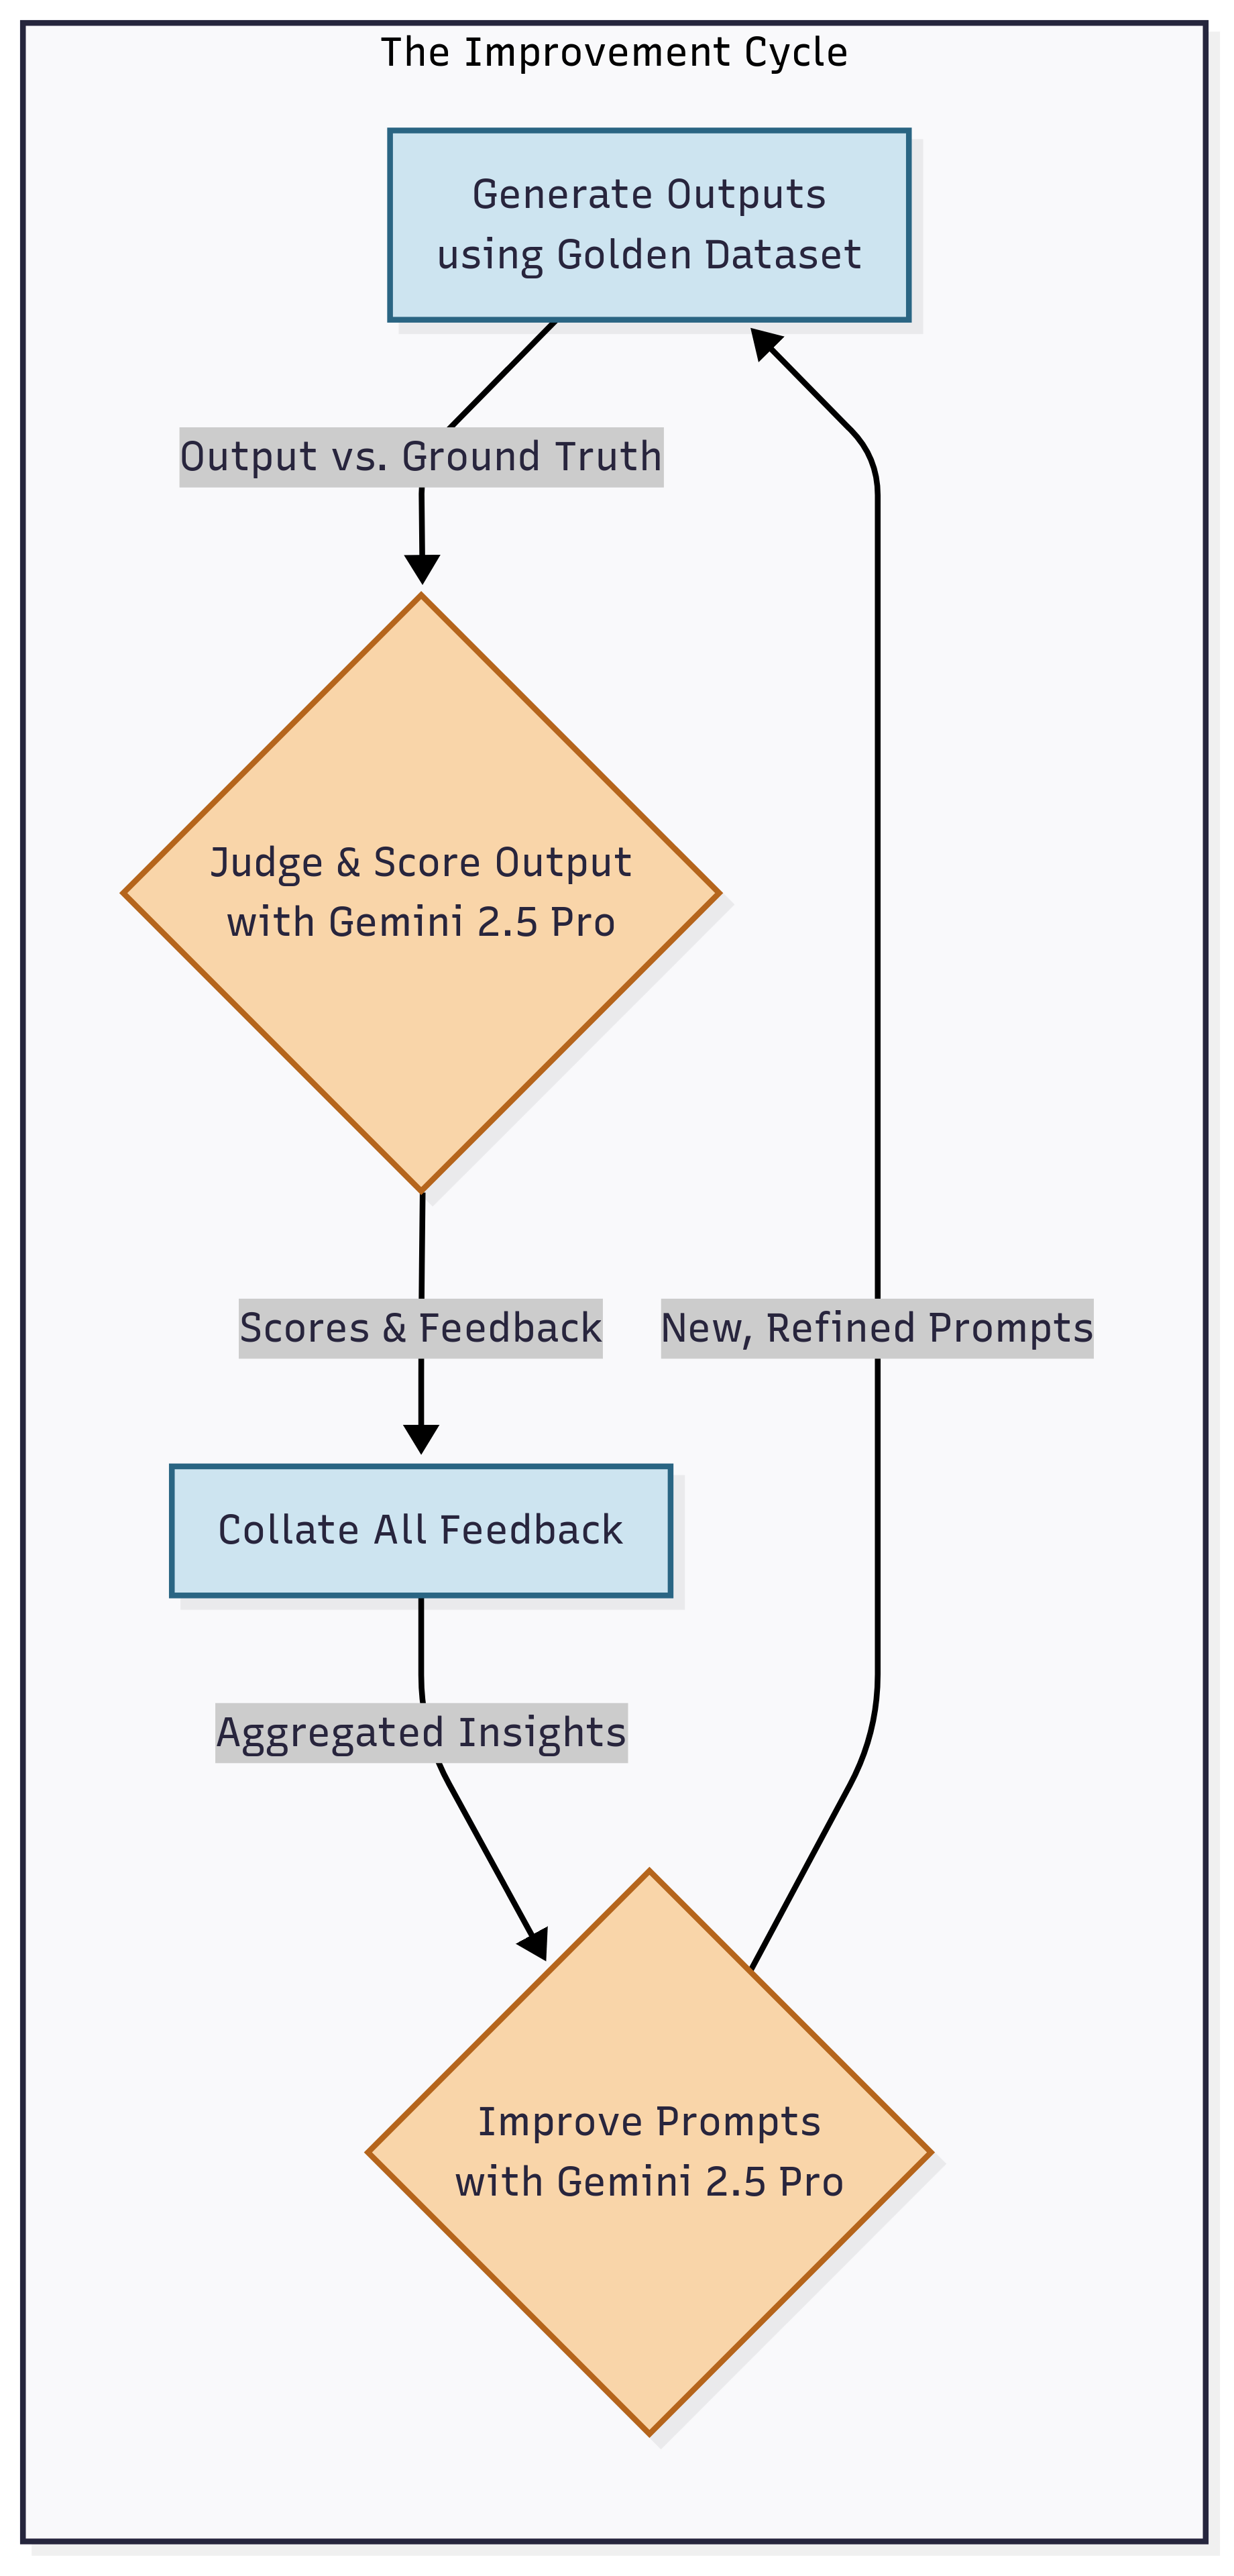 The Improvement Cycle
Generate Outputs
using Golden Dataset
Output vs. Ground Truth
Judge & Score Output
with Gemini 2.5 Pro
Scores & Feedback
New, Refined Prompts
Collate All Feedback
Aggregated Insights
Improve Prompts
with Gemini 2.5 Pro